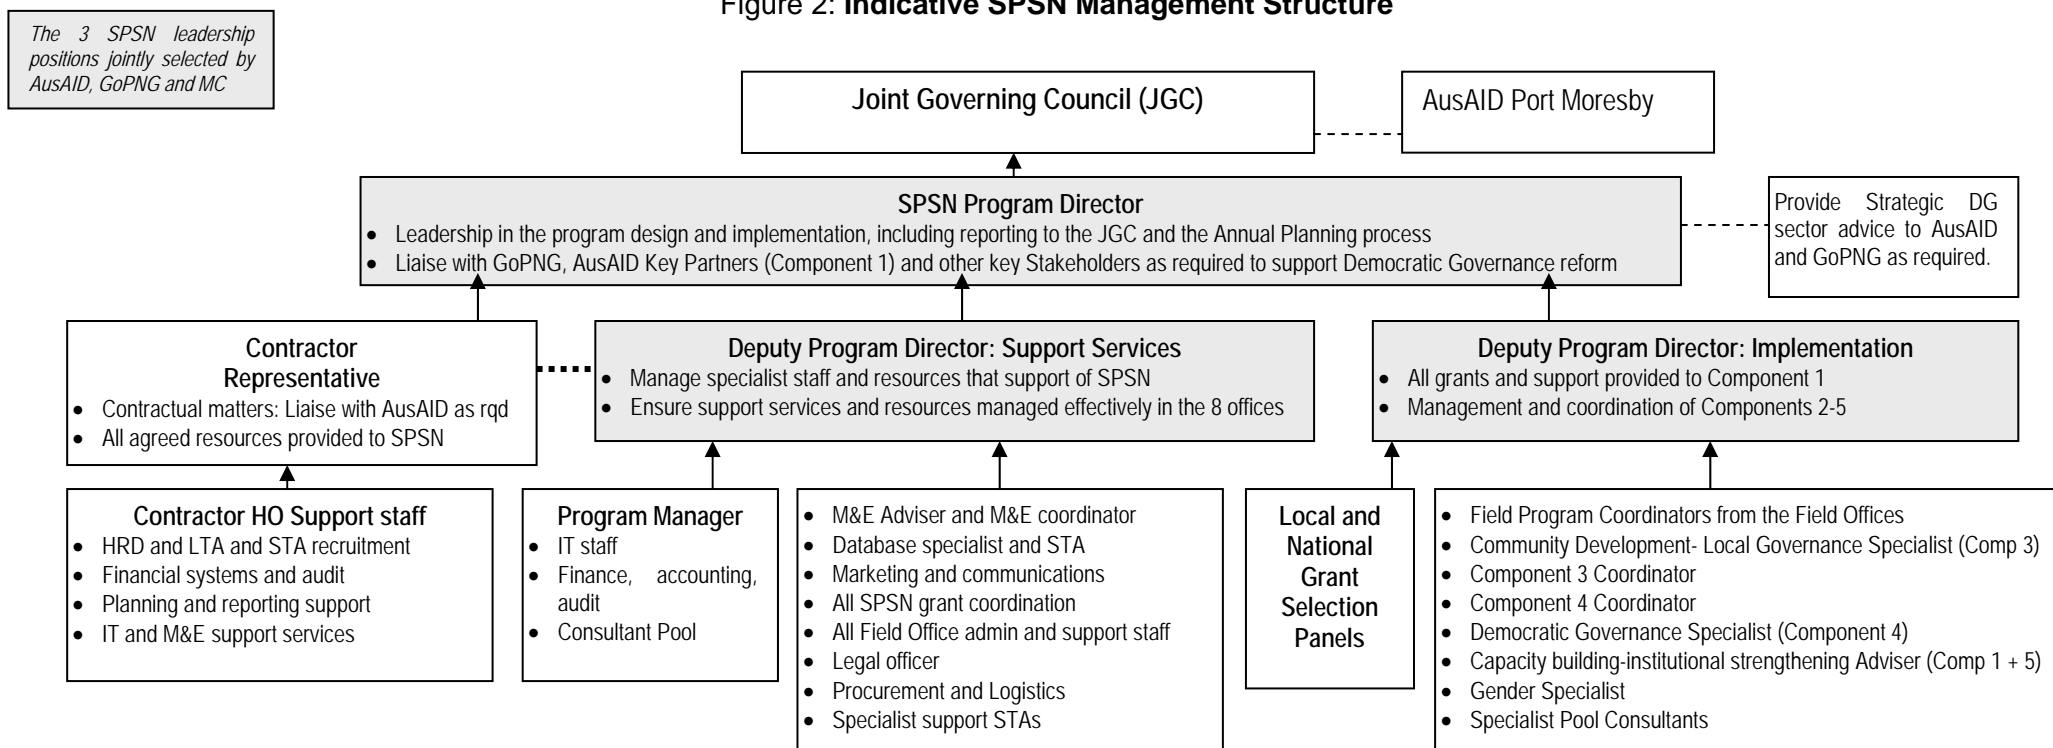 Figure 2: Indicative SPSN Management Structure
The 3 SPSN leadership
positions jointly selected by
AusAID, GoPNG and MC
Joint Governing Council (JGC)
AusAID Port Moresby
SPSN Program Director
• Leadership in the program design and implementation, including reporting to the JGC and the Annual Planning process
• Liaise with GoPNG, AusAID Key Partners (Component 1) and other key Stakeholders as required to support Democratic Governance reform
Provide Strategic DG
sector advice to AusAID
and GoPNG as required.
Contractor
Representative
• Contractual matters: Liaise with AusAID as rqd
• All agreed resources provided to SPSN
Deputy Program Director: Support Services
• Manage specialist staff and resources that support of SPSN
• Ensure support services and resources managed effectively in the 8 offices
Deputy Program Director: Implementation
• All grants and support provided to Component 1
• Management and coordination of Components 2-5
Contractor HO Support staff
• HRD and LTA and STA recruitment
• Financial systems and audit
• Planning and reporting support
• IT and M&E support services
Program Manager
• IT staff
• Finance, accounting,
audit
• Consultant Pool
• M&E Adviser and M&E coordinator
• Database specialist and STA
• Marketing and communications
• All SPSN grant coordination
• All Field Office admin and support staff
• Legal officer
• Procurement and Logistics
• Specialist support STAs
Local and
National
Grant
Selection
Panels
• Field Program Coordinators from the Field Offices
• Community Development- Local Governance Specialist (Comp 3)
• Component 3 Coordinator
• Component 4 Coordinator
• Democratic Governance Specialist (Component 4)
• Capacity building-institutional strengthening Adviser (Comp 1 + 5)
• Gender Specialist
• Specialist Pool Consultants